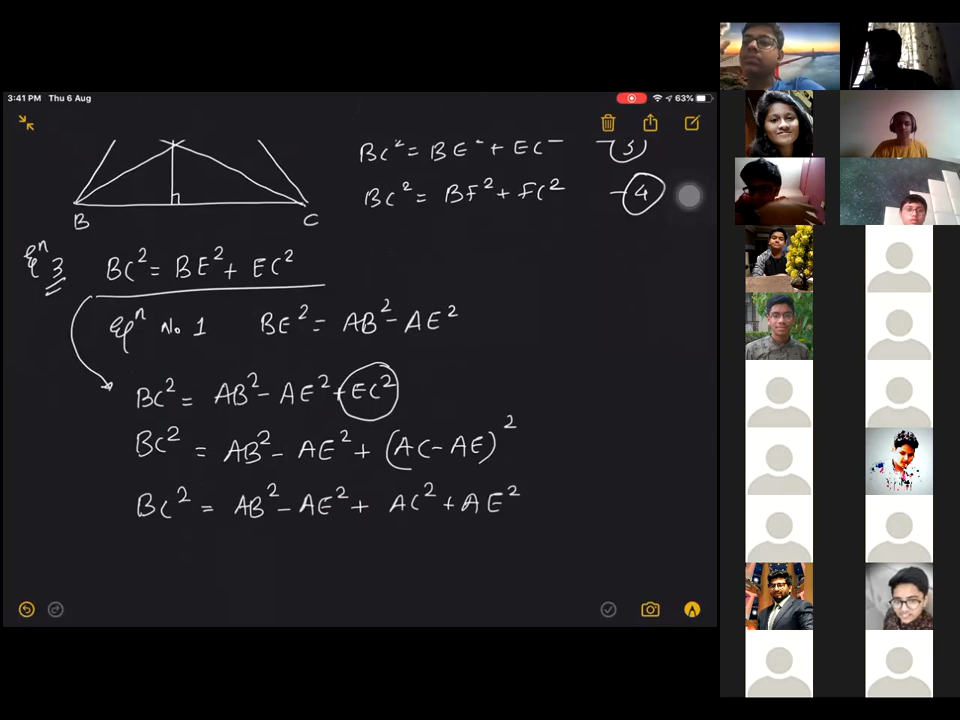 3:41 PM Thu 6 Aug
63%
BC² = BE² + EC² -(3)
BC² = BF² + FC² -(4)
B
C
Eqⁿ 3
BC² = BE² + EC²
Eqⁿ No 1 BE² = AB² - AE²
BC² = AB² - AE² + EC²
BC² = AB² - AE² + (AC - AE)²
BC² = AB² - AE² + AC² + AE²